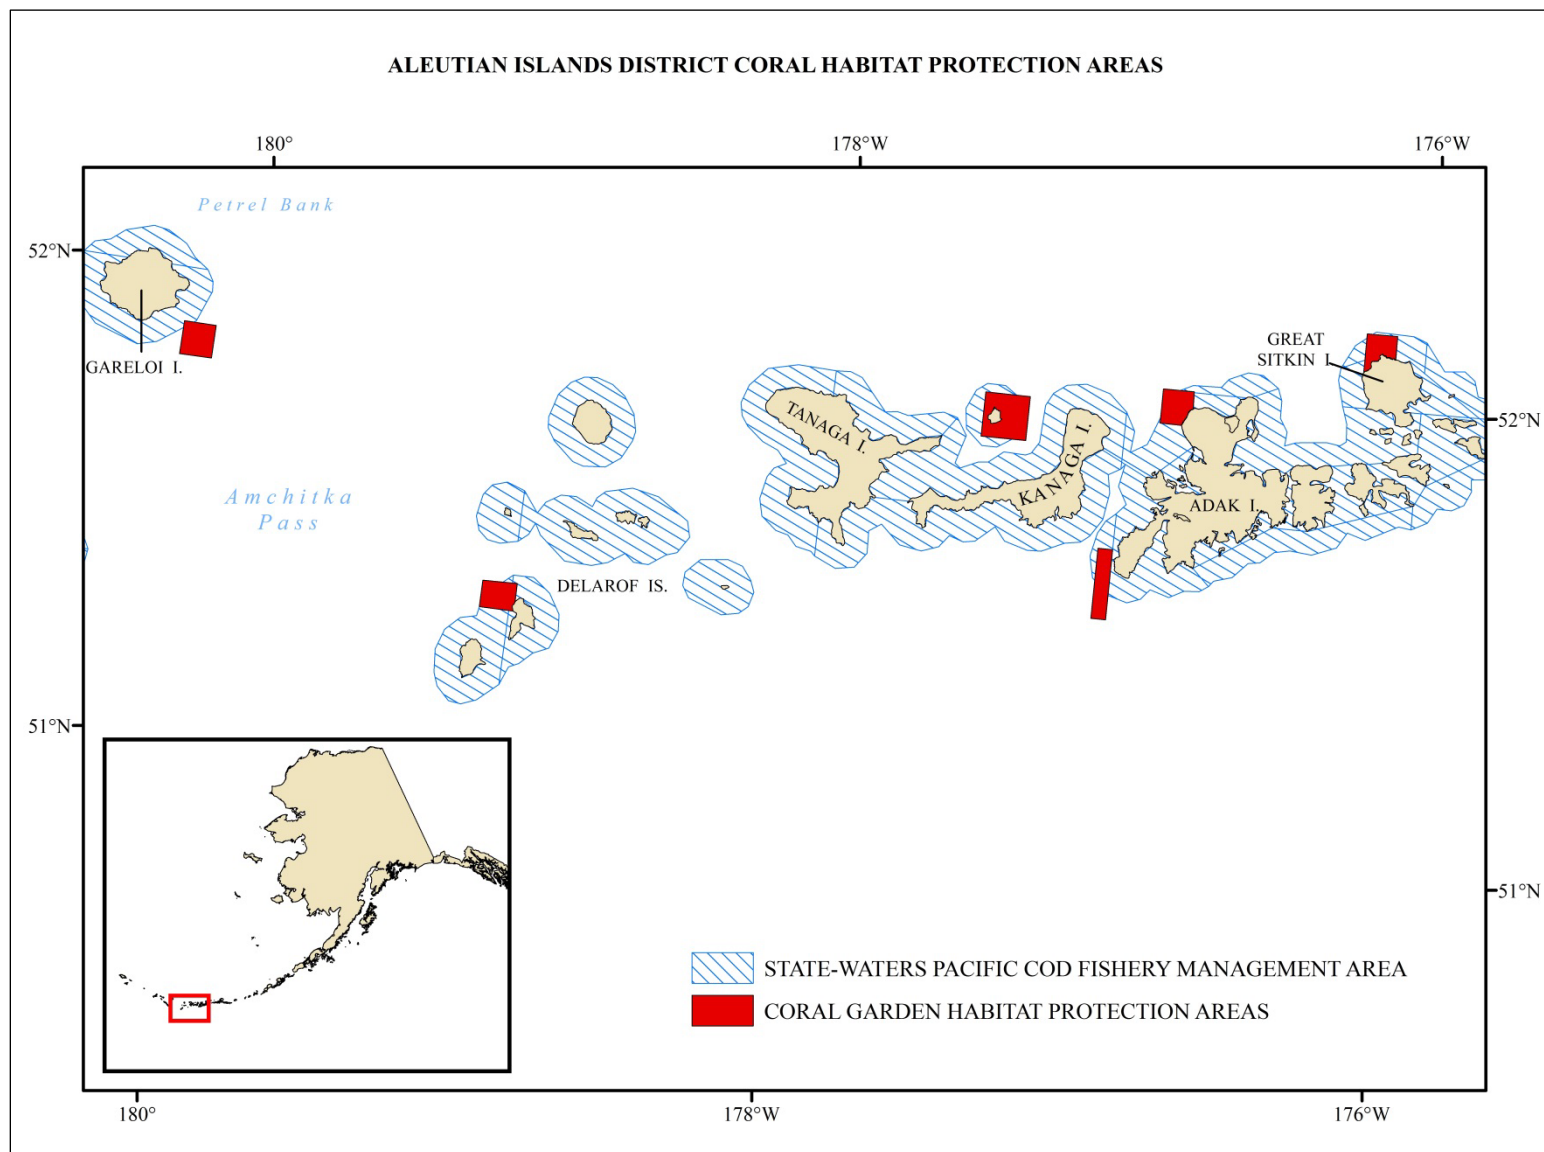 ALEUTIAN ISLANDS DISTRICT CORAL HABITAT PROTECTION AREAS
180°
178°W
176°W
Petrel Bank
52°N
GARELOI I.
GREAT
SITKIN I.
TANAGA I.
KANAGA I.
52°N
ADAK I.
Amchitka
Pass
DELAROF IS.
51°N
51°N
STATE-WATERS PACIFIC COD FISHERY MANAGEMENT AREA
CORAL GARDEN HABITAT PROTECTION AREAS
180°
178°W
176°W